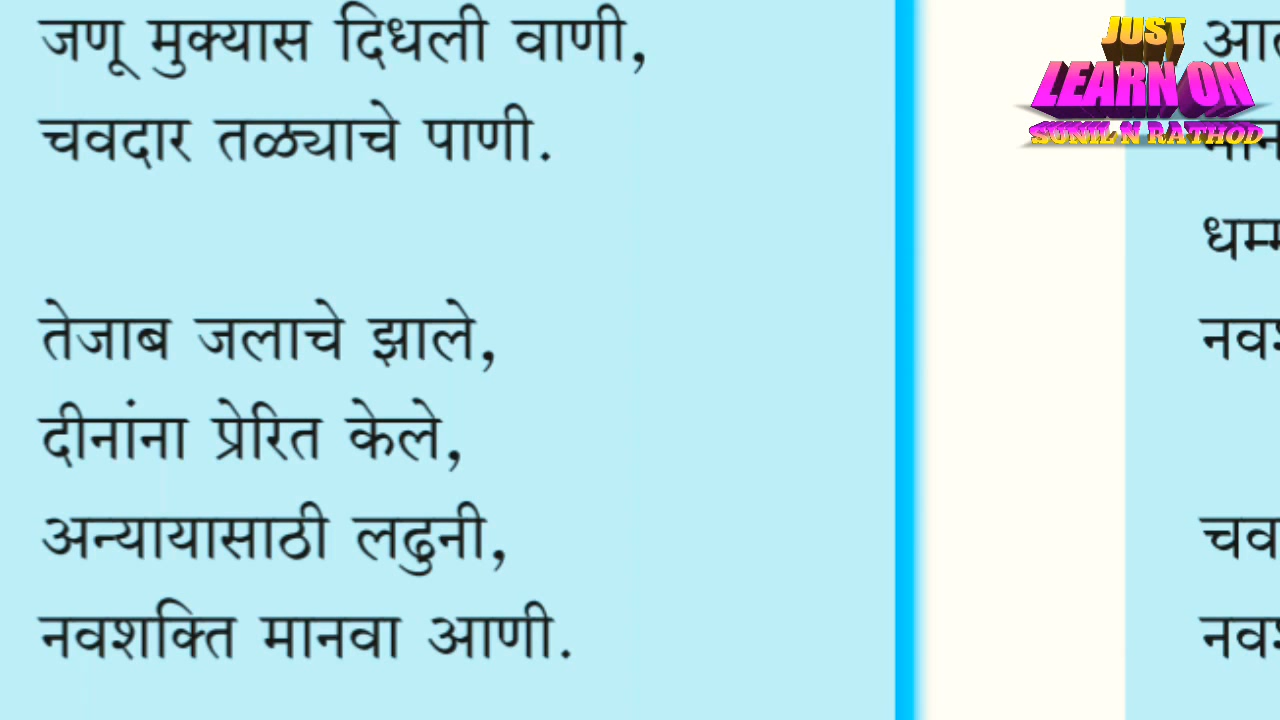 जणू मुक्यास दिधली वाणी,
चवदार तळ्याचे पाणी.
तेजाब जलाचे झाले,
दीनांना प्रेरित केले,
अन्यायासाठी लढुनी,
नवशक्ति मानवा आणी.
JUST
LEARN ON
SUNIL N RATHOD